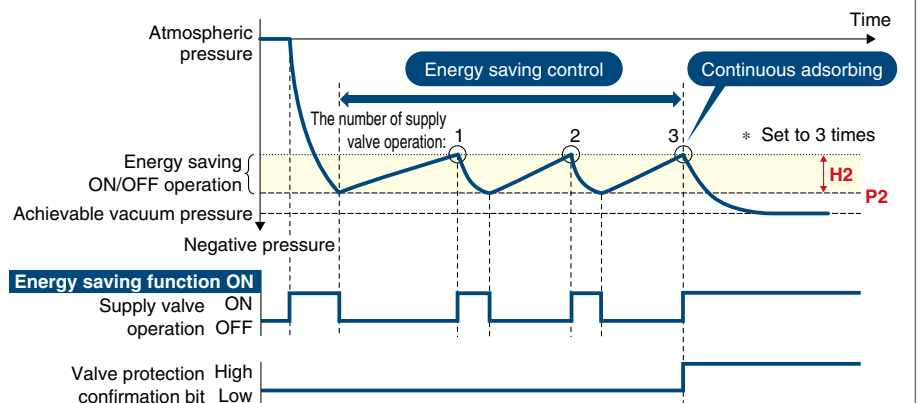 Time
Atmospheric
pressure
Energy saving control
Continuous adsorbing
The number of supply
valve operation:
1
2
3
* Set to 3 times
Energy saving
ON/OFF operation
H2
P2
Achievable vacuum pressure
Negative pressure
Energy saving function ON
Supply valve ON
operation OFF
Valve protection High
confirmation bit Low